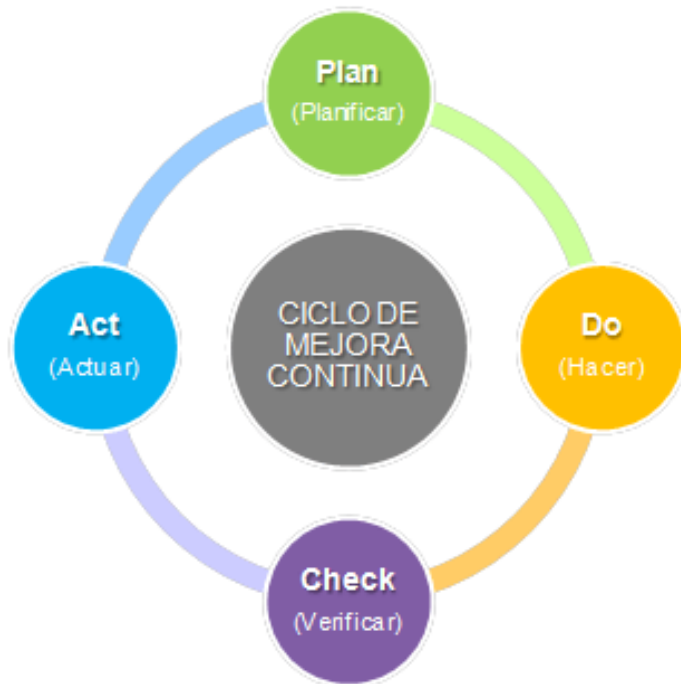 Plan
(Planificar)
Act
(Actuar)
CICLO DE
MEJORA
CONTINUA
Do
(Hacer)
Check
(Verificar)